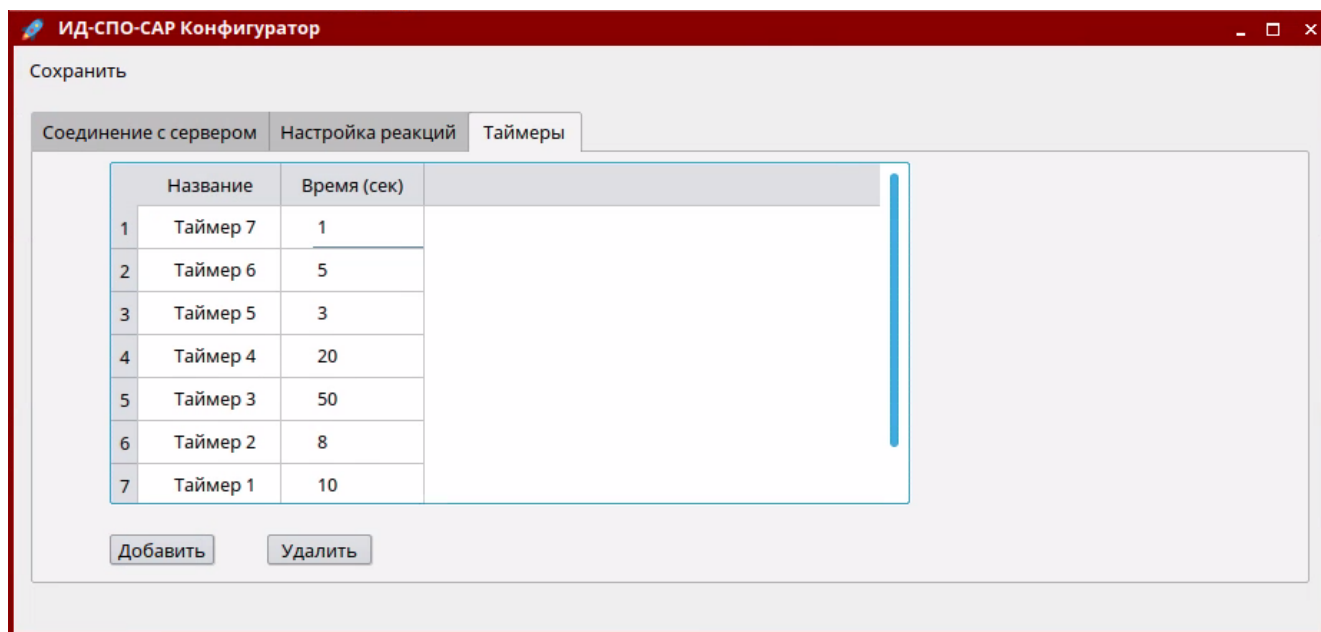 ИД-СПО-САР Конфигуратор
Сохранить
Соединение с сервером Настройка реакций Таймеры
Название Время (сек)
1 Таймер 7 1
2 Таймер 6 5
3 Таймер 5 3
4 Таймер 4 20
5 Таймер 3 50
6 Таймер 2 8
7 Таймер 1 10
Добавить Удалить